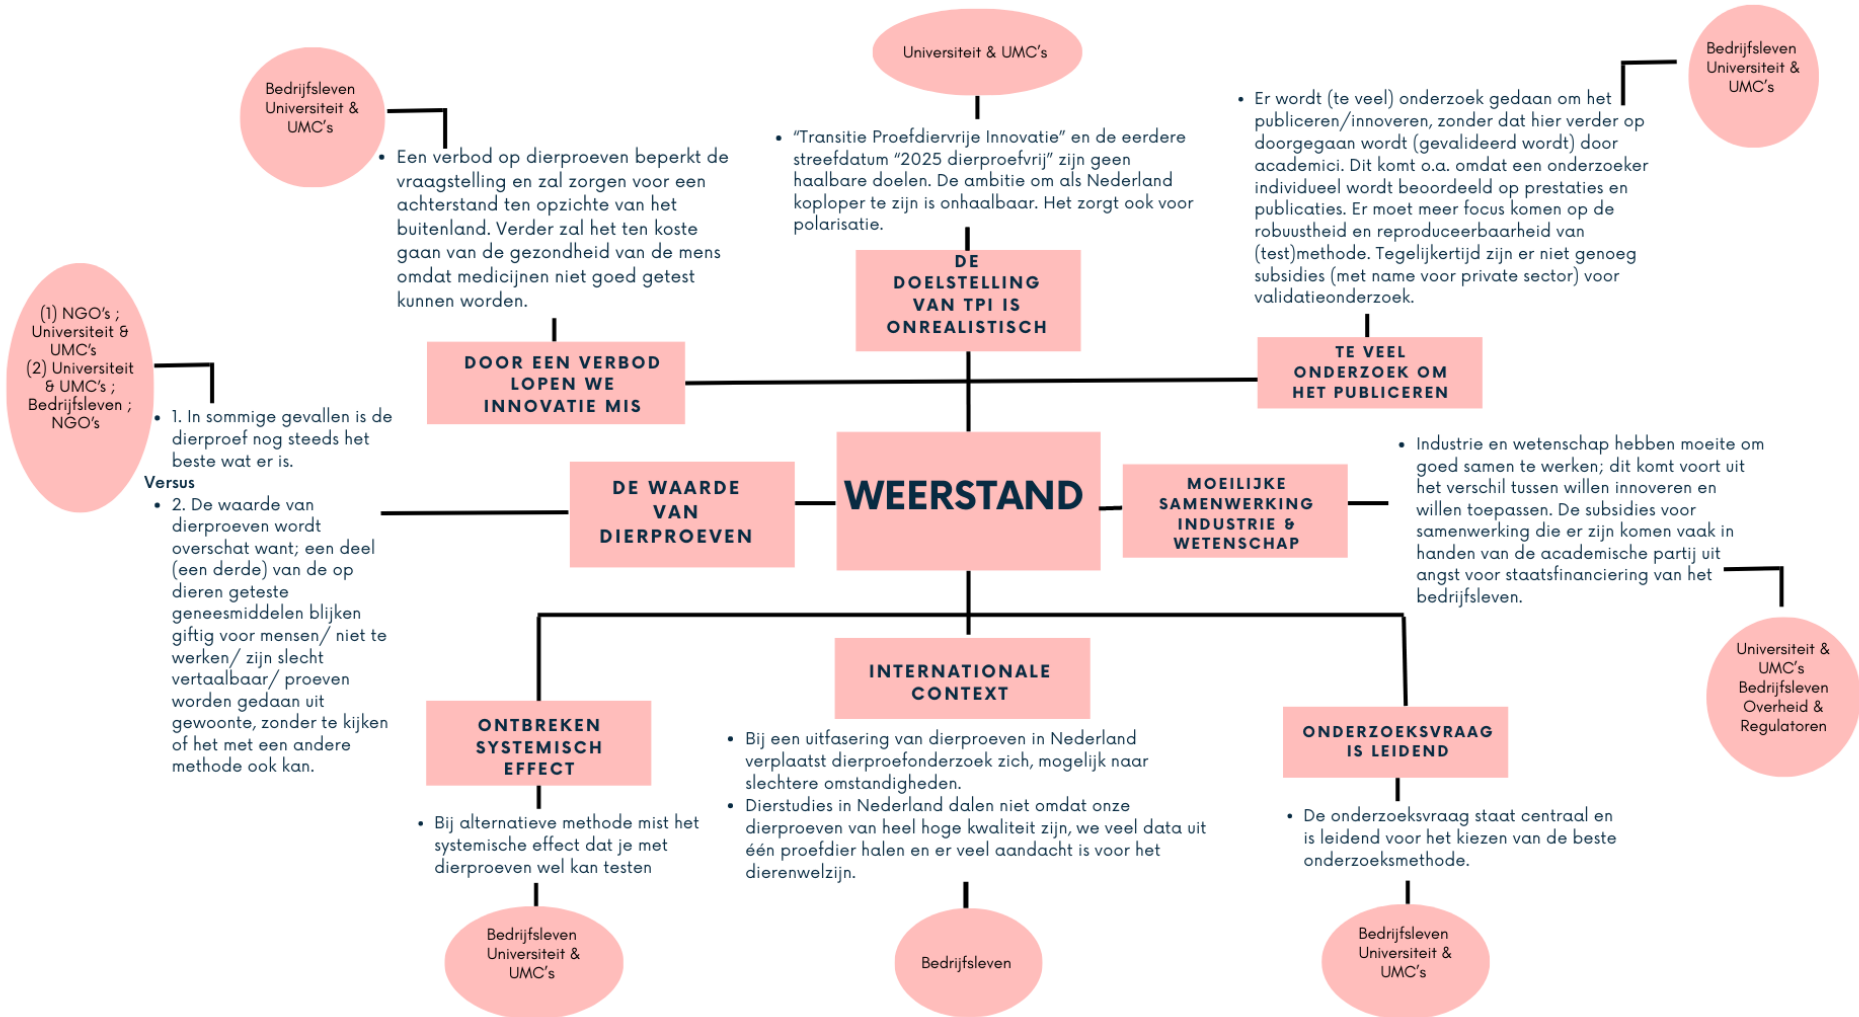 Universiteit & UMC's
Bedrijfsleven
Universiteit &
UMC's
Bedrijfsleven
Universiteit &
UMC's
• Een verbod op dierproeven beperkt de
vraagstelling en zal zorgen voor een
achterstand ten opzichte van het
buitenland. Verder zal het ten koste
gaan van de gezondheid van de mens
omdat medicijnen niet goed getest
kunnen worden.
• “Transitie Proefdiervrije Innovatie” en de eerdere
streefdatum “2025 dierproefvrij” zijn geen
haalbare doelen. De ambitie om als Nederland
koploper te zijn is onhaalbaar. Het zorgt ook voor
polarisatie.
• Er wordt (te veel) onderzoek gedaan om het
publiceren/innoveren, zonder dat hier verder op
doorgegaan wordt (gevalideerd wordt) door
academici. Dit komt o.a. omdat een onderzoeker
individueel wordt beoordeeld op prestaties en
publicaties. Er moet meer focus komen op de
robuustheid en reproduceerbaarheid van
(test)methode. Tegelijkertijd zijn er niet genoeg
subsidies (met name voor private sector) voor
validatieonderzoek.
DOOR EEN VERBOD
LOPEN WE
INNOVATIE MIS
DE
DOELSTELLING
VAN TPI IS
ONREALISTISCH
TE VEEL
ONDERZOEK OM
HET PUBLICEREN
(1) NGO's ;
Universiteit &
UMC's
(2) Universiteit
& UMC's ;
Bedrijfsleven ;
NGO's
• 1. In sommige gevallen is de
dierproef nog steeds het
beste wat er is.
Versus
• 2. De waarde van
dierproeven wordt
overschat want; een deel
(een derde) van de op
dieren geteste
geneesmiddelen blijken
giftig voor mensen/ niet te
werken/ zijn slecht
vertaalbaar/ proeven
worden gedaan uit
gewoonte, zonder te kijken
of het met een andere
methode ook kan.
DE WAARDE
VAN
DIERPROEVEN
WEERSTAND
MOEILIJKE
SAMENWERKING
INDUSTRIE &
WETENSCHAP
• Industrie en wetenschap hebben moeite om
goed samen te werken; dit komt voort uit
het verschil tussen willen innoveren en
willen toepassen. De subsidies voor
samenwerking die er zijn komen vaak in
handen van de academische partij uit
angst voor staatsfinanciering van het
bedrijfsleven.
Universiteit &
UMC's
Bedrijfsleven
Overheid &
Regulatoren
ONTBREKEN
SYSTEMISCH
EFFECT
• Bij alternatieve methode mist het
systemische effect dat je met
dierproeven wel kan testen
Bedrijfsleven
Universiteit &
UMC's
INTERNATIONALE
CONTEXT
• Bij een uitfasering van dierproeven in Nederland
verplaatst dierproefonderzoek zich, mogelijk naar
slechtere omstandigheden.
• Dierstudies in Nederland dalen niet omdat onze
dierproeven van heel hoge kwaliteit zijn, we veel data uit
één proefdier halen en er veel aandacht is voor het
dierenwelzijn.
Bedrijfsleven
ONDERZOEKSVRAAG
IS LEIDEND
• De onderzoeksvraag staat centraal en
is leidend voor het kiezen van de beste
onderzoeksmethode.
Bedrijfsleven
Universiteit &
UMC's